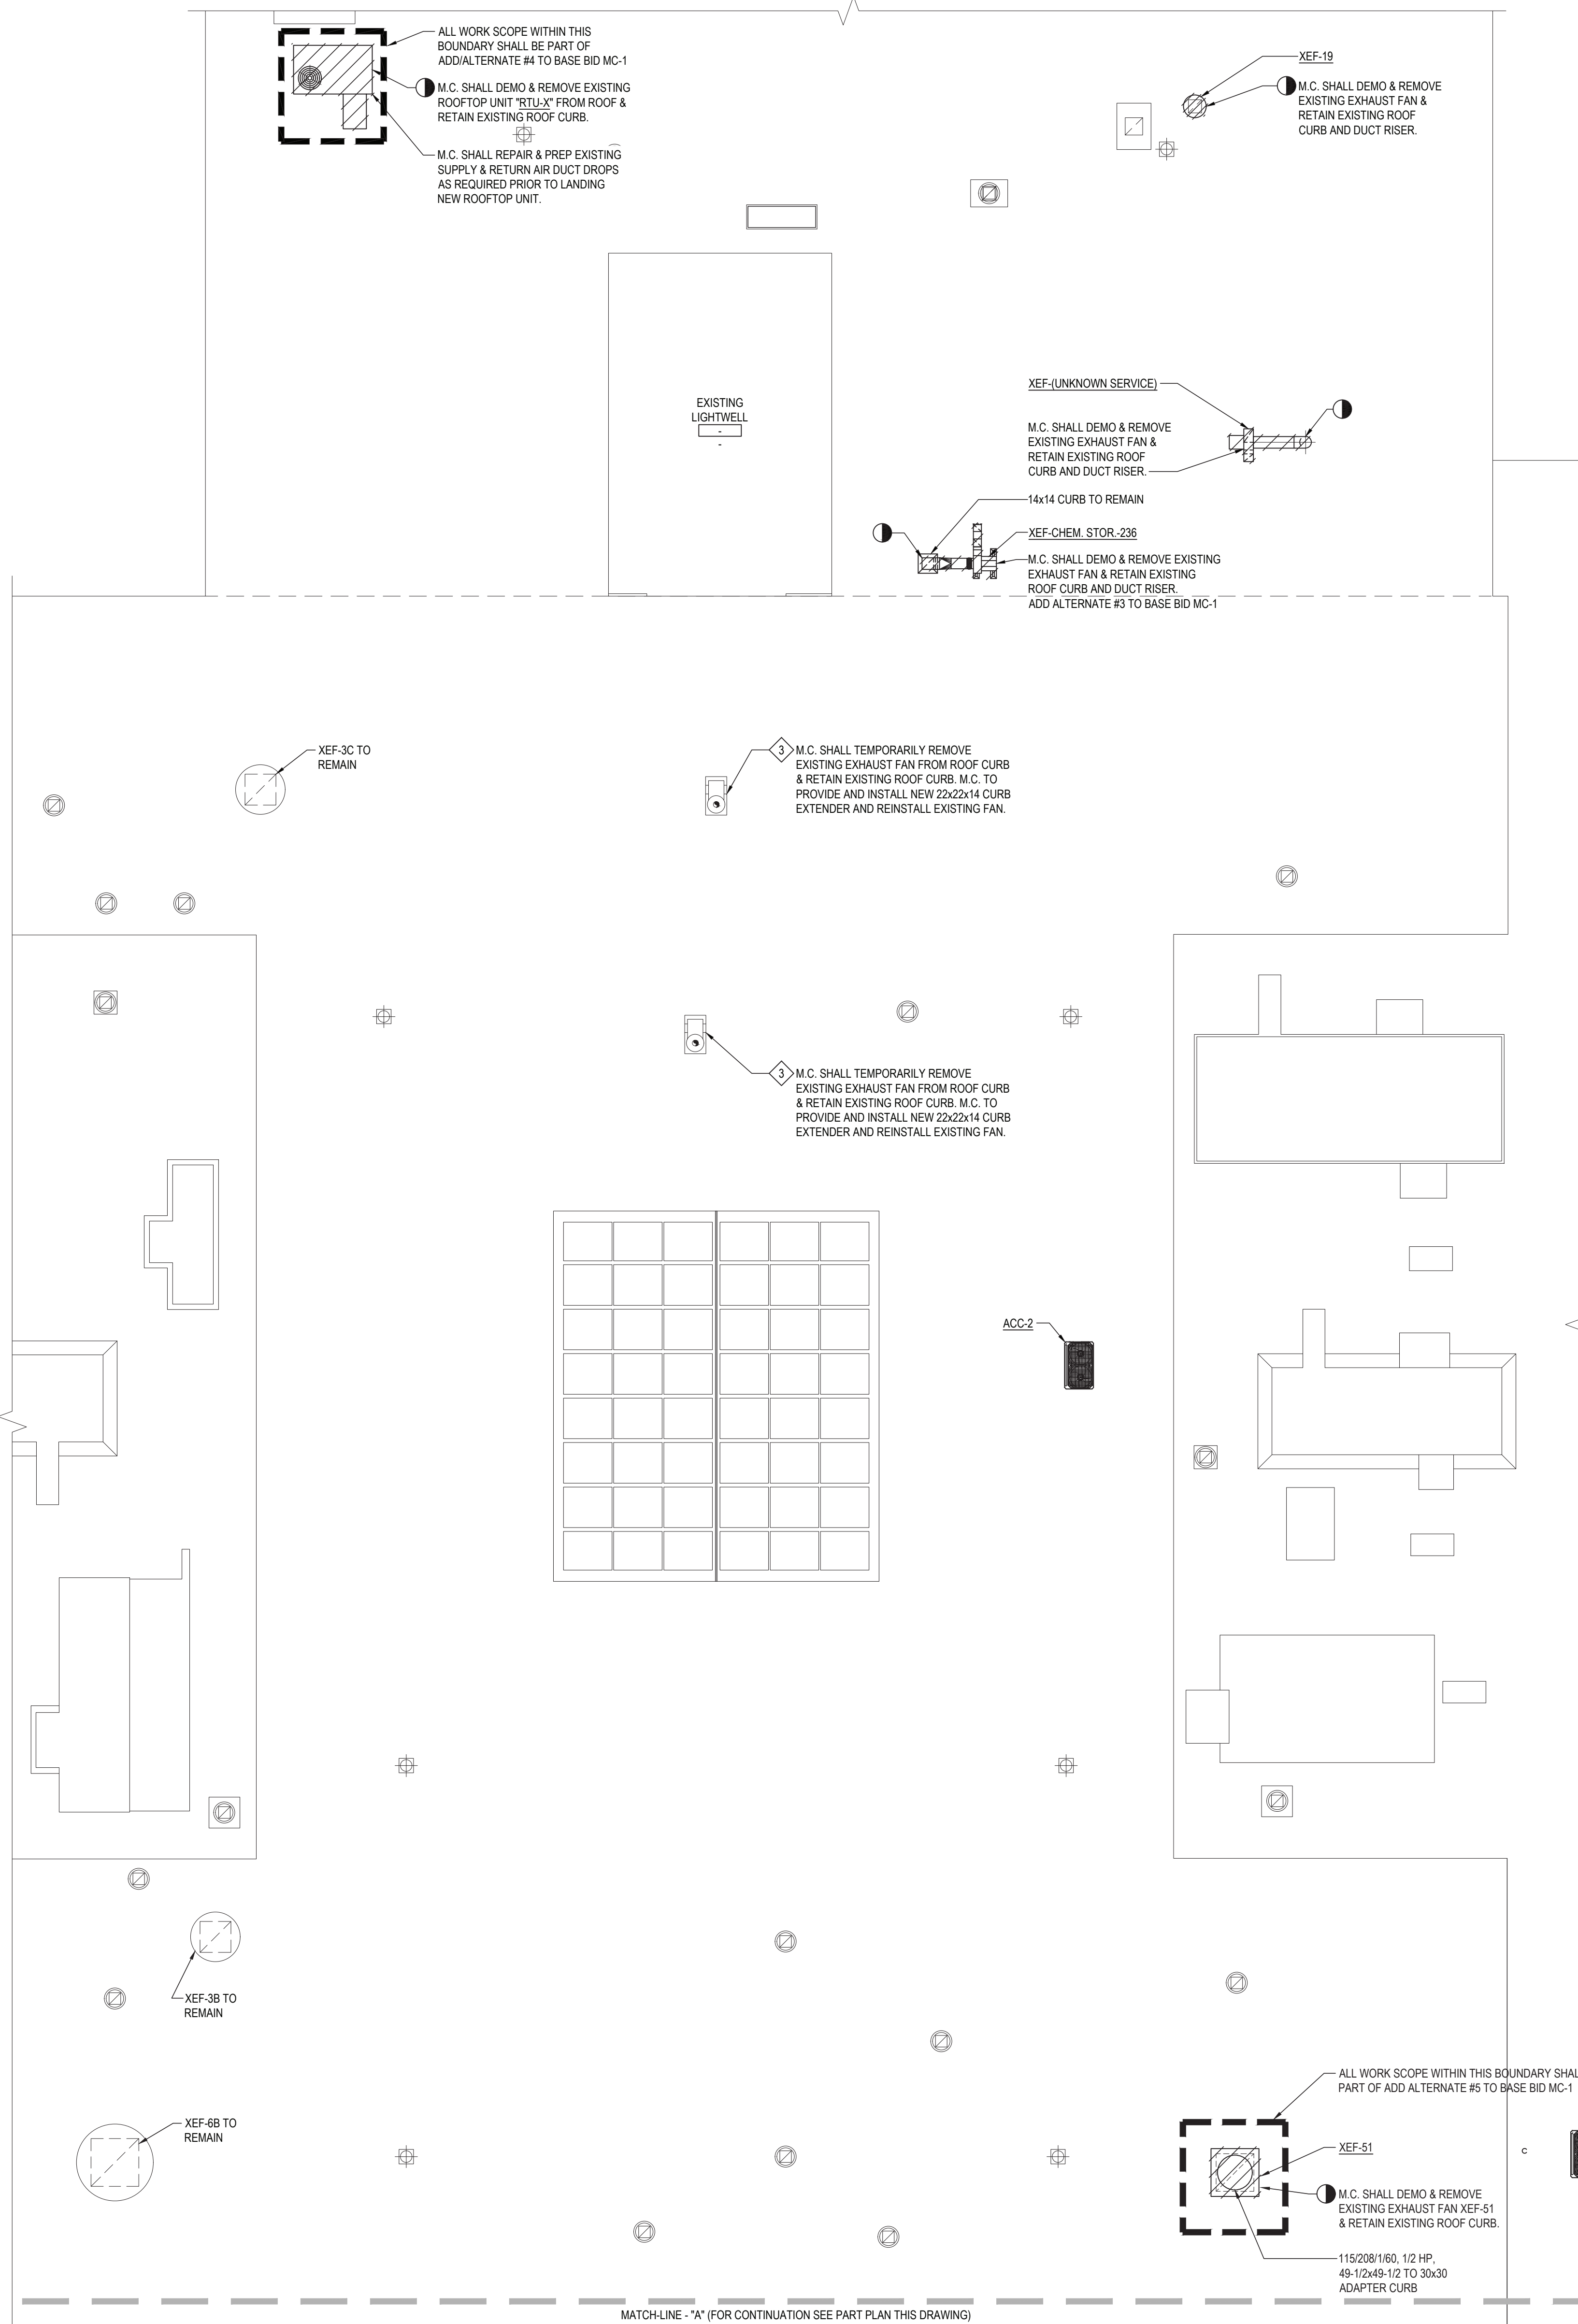 ALL WORK SCOPE WITHIN THIS
BOUNDARY SHALL BE PART OF
ADD/ALTERNATE #4 TO BASE BID MC-1
M.C. SHALL DEMO & REMOVE EXISTING
ROOFTOP UNIT "RTU-X" FROM ROOF &
RETAIN EXISTING ROOF CURB.
M.C. SHALL REPAIR & PREP EXISTING
SUPPLY & RETURN AIR DUCT DROPS
AS REQUIRED PRIOR TO LANDING
NEW ROOFTOP UNIT.
XEF-19
M.C. SHALL DEMO & REMOVE
EXISTING EXHAUST FAN &
RETAIN EXISTING ROOF
CURB AND DUCT RISER.
EXISTING
LIGHTWELL
-
-
XEF-(UNKNOWN SERVICE)
M.C. SHALL DEMO & REMOVE
EXISTING EXHAUST FAN &
RETAIN EXISTING ROOF
CURB AND DUCT RISER.
14x14 CURB TO REMAIN
XEF-CHEM. STOR.-236
M.C. SHALL DEMO & REMOVE EXISTING
EXHAUST FAN & RETAIN EXISTING
ROOF CURB AND DUCT RISER.
ADD ALTERNATE #3 TO BASE BID MC-1
XEF-3C TO
REMAIN
3 M.C. SHALL TEMPORARILY REMOVE
EXISTING EXHAUST FAN FROM ROOF CURB
& RETAIN EXISTING ROOF CURB. M.C. TO
PROVIDE AND INSTALL NEW 22x22x14 CURB
EXTENDER AND REINSTALL EXISTING FAN.
3 M.C. SHALL TEMPORARILY REMOVE
EXISTING EXHAUST FAN FROM ROOF CURB
& RETAIN EXISTING ROOF CURB. M.C. TO
PROVIDE AND INSTALL NEW 22x22x14 CURB
EXTENDER AND REINSTALL EXISTING FAN.
ACC-2
XEF-3B TO
REMAIN
XEF-6B TO
REMAIN
ALL WORK SCOPE WITHIN THIS BOUNDARY SHAL
PART OF ADD ALTERNATE #5 TO BASE BID MC-1
XEF-51
C
M.C. SHALL DEMO & REMOVE
EXISTING EXHAUST FAN XEF-51
& RETAIN EXISTING ROOF CURB.
115/208/1/60, 1/2 HP,
49-1/2x49-1/2 TO 30x30
ADAPTER CURB
MATCH-LINE - "A" (FOR CONTINUATION SEE PART PLAN THIS DRAWING)